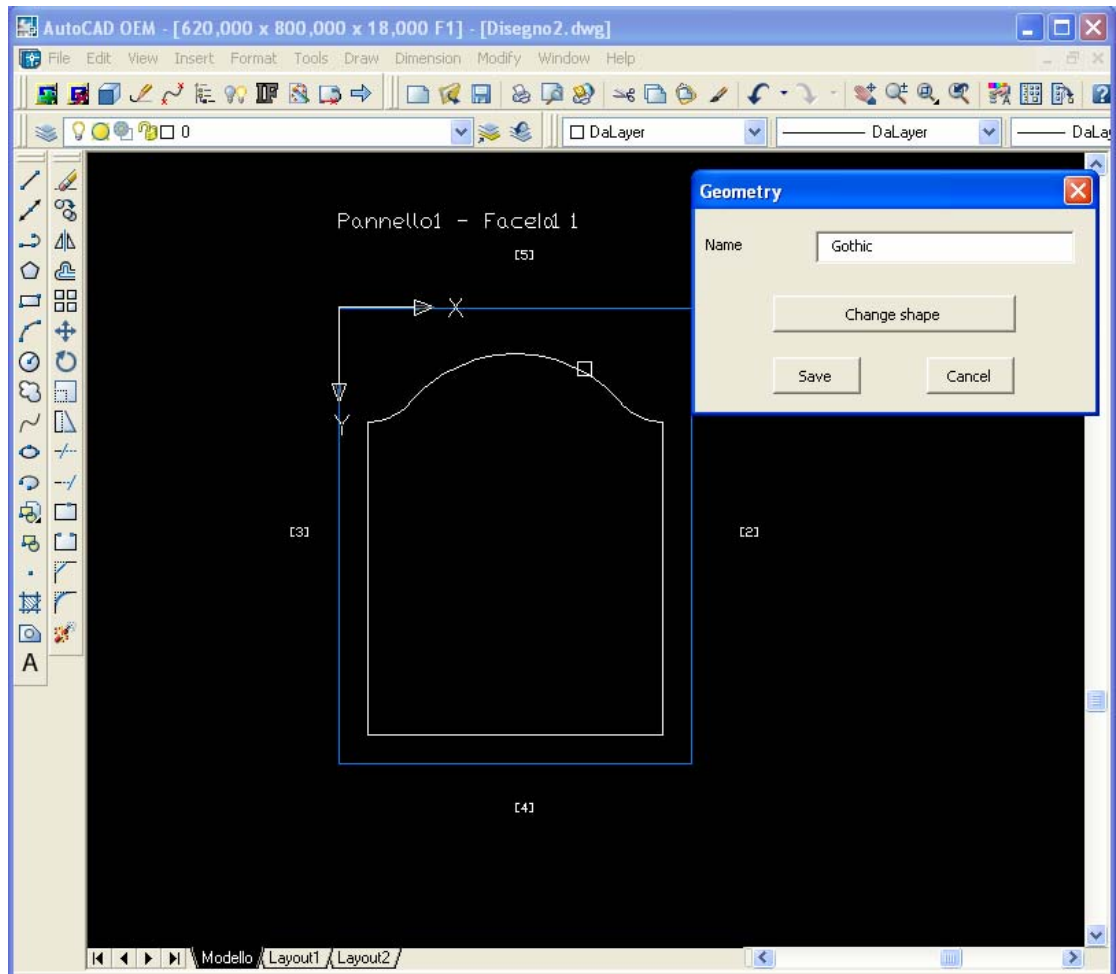 AutoCAD OEM - [620,000 x 800,000 x 18,000 F1] - [Disegno2.dwg]
File Edit View Insert Format Tools Draw Dimension Modify Window Help
0 DaLayer DaLayer DaLay
Geometry
Name Gothic
Change shape
Save Cancel
Pannello1 - FaceId1 1
[5]
X
Y
[3] [2]
[4]
A
Modello Layout1 Layout2